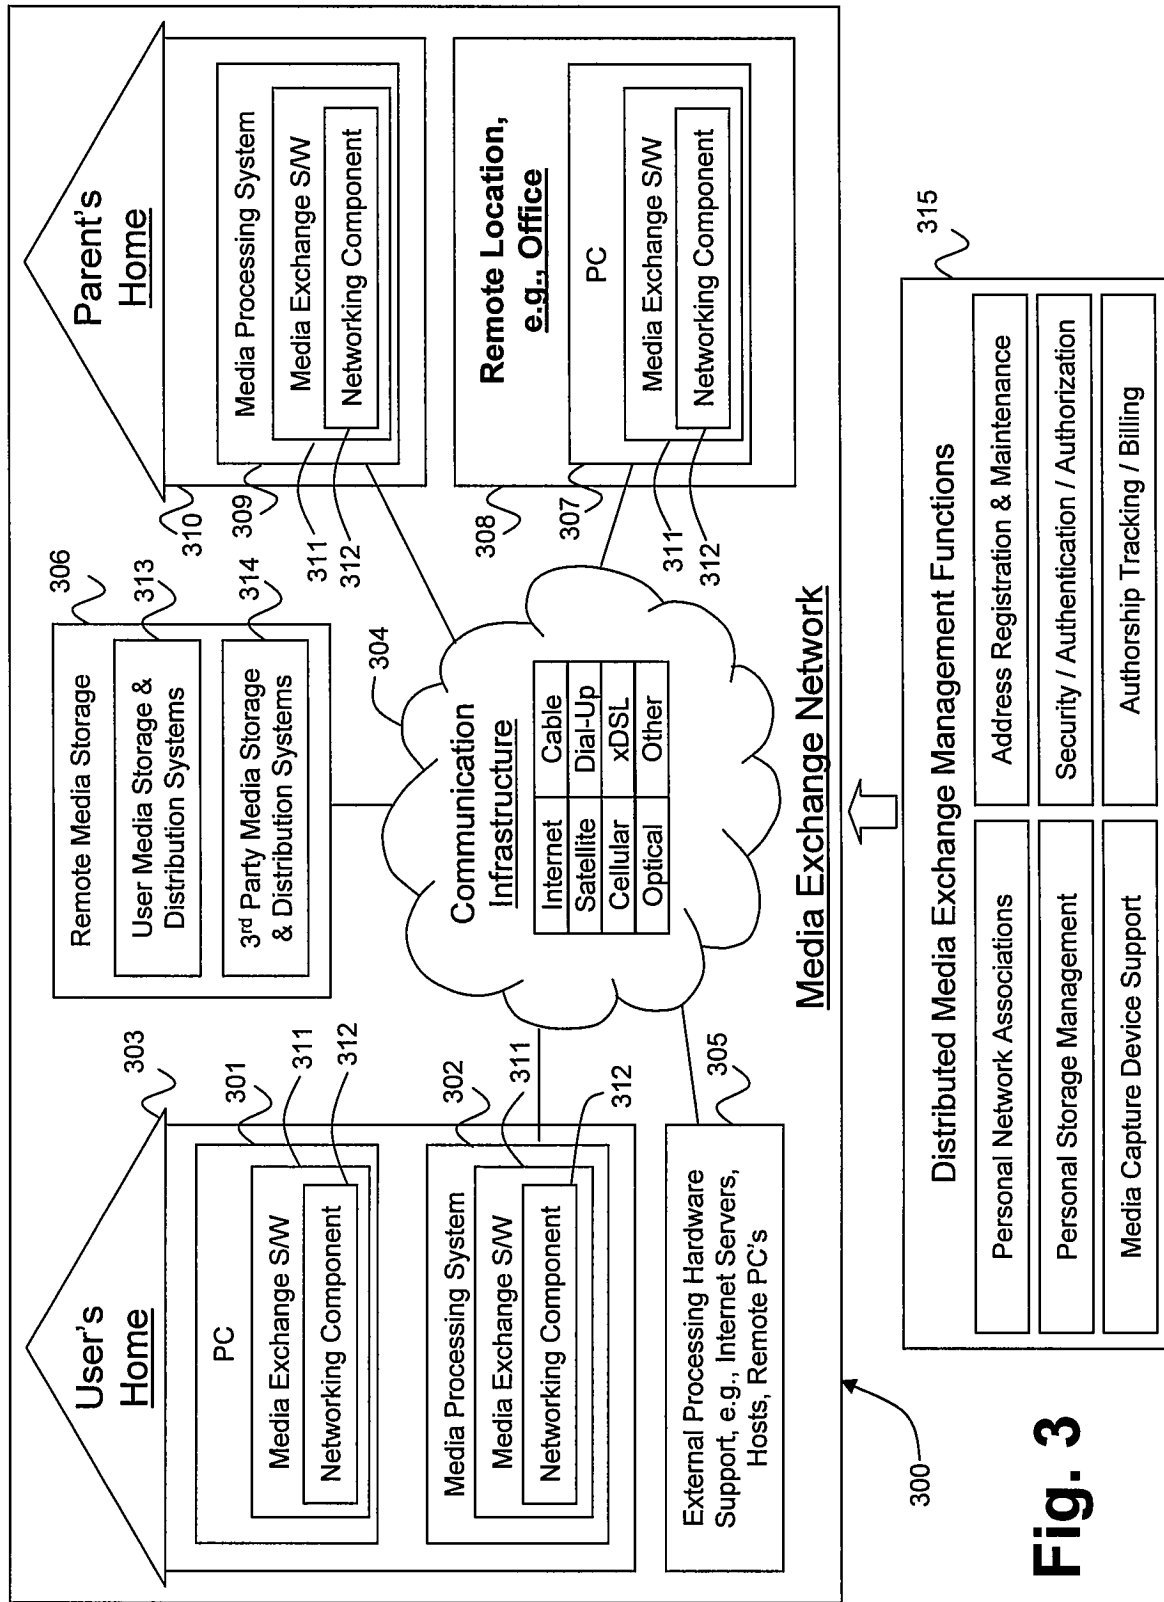 User's
Home
303
PC
301
Media Exchange S/W
311
Networking Component
312
Media Processing System
302
Media Exchange S/W
311
Networking Component
312
External Processing Hardware
Support, e.g., Internet Servers,
Hosts, Remote PC's
305
Remote Media Storage
306
User Media Storage &
Distribution Systems
313
3rd Party Media Storage
& Distribution Systems
314
304
Communication
Infrastructure
Internet Cable
Satellite Dial-Up
Cellular xDSL
Optical Other
Parent's
Home
310
Media Processing System
309
Media Exchange S/W
311
Networking Component
312
Remote Location,
e.g., Office
308
PC
307
Media Exchange S/W
311
Networking Component
312
Media Exchange Network
300
Distributed Media Exchange Management Functions
315
Personal Network Associations
Address Registration & Maintenance
Personal Storage Management
Security / Authentication / Authorization
Media Capture Device Support
Authorship Tracking / Billing
Fig. 3